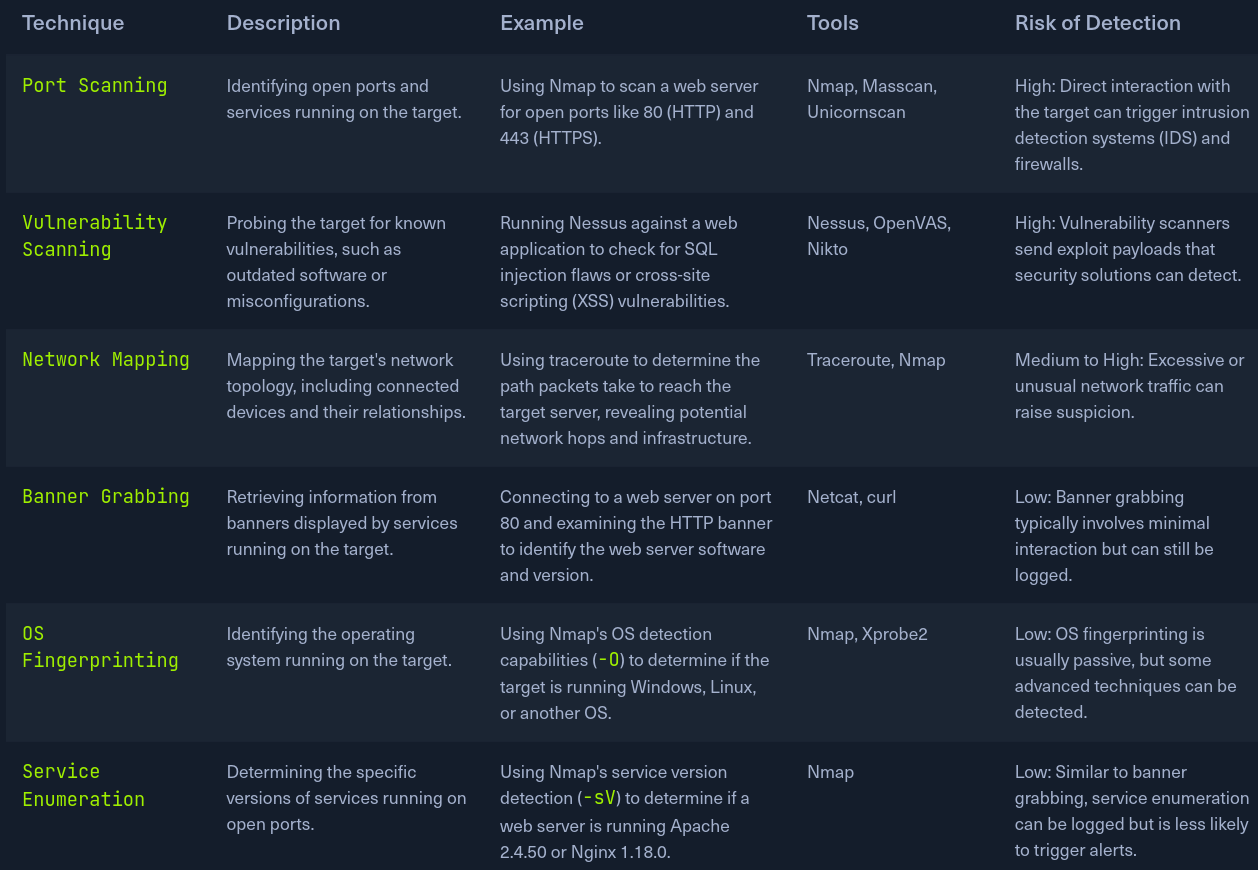 Technique Description Example Tools Risk of Detection
Port Scanning
Identifying open ports and
services running on the target.
Using Nmap to scan a web server
for open ports like 80 (HTTP) and
443 (HTTPS).
Nmap, Masscan,
Unicornscan
High: Direct interaction with
the target can trigger intrusion
detection systems (IDS) and
firewalls.
Vulnerability
Scanning
Probing the target for known
vulnerabilities, such as
outdated software or
misconfigurations.
Running Nessus against a web
application to check for SQL
injection flaws or cross-site
scripting (XSS) vulnerabilities.
Nessus, OpenVAS,
Nikto
High: Vulnerability scanners
send exploit payloads that
security solutions can detect.
Network Mapping
Mapping the target's network
topology, including connected
devices and their relationships.
Using traceroute to determine the
path packets take to reach the
target server, revealing potential
network hops and infrastructure.
Traceroute, Nmap
Medium to High: Excessive or
unusual network traffic can
raise suspicion.
Banner Grabbing
Retrieving information from
banners displayed by services
running on the target.
Connecting to a web server on port
80 and examining the HTTP banner
to identify the web server software
and version.
Netcat, curl
Low: Banner grabbing
typically involves minimal
interaction but can still be
logged.
OS
Fingerprinting
Identifying the operating
system running on the target.
Using Nmap's OS detection
capabilities (-O) to determine if the
target is running Windows, Linux,
or another OS.
Nmap, Xprobe2
Low: OS fingerprinting is
usually passive, but some
advanced techniques can be
detected.
Service
Enumeration
Determining the specific
versions of services running on
open ports.
Using Nmap's service version
detection (-sV) to determine if a
web server is running Apache
2.4.50 or Nginx 1.18.0.
Nmap
Low: Similar to banner
grabbing, service enumeration
can be logged but is less likely
to trigger alerts.